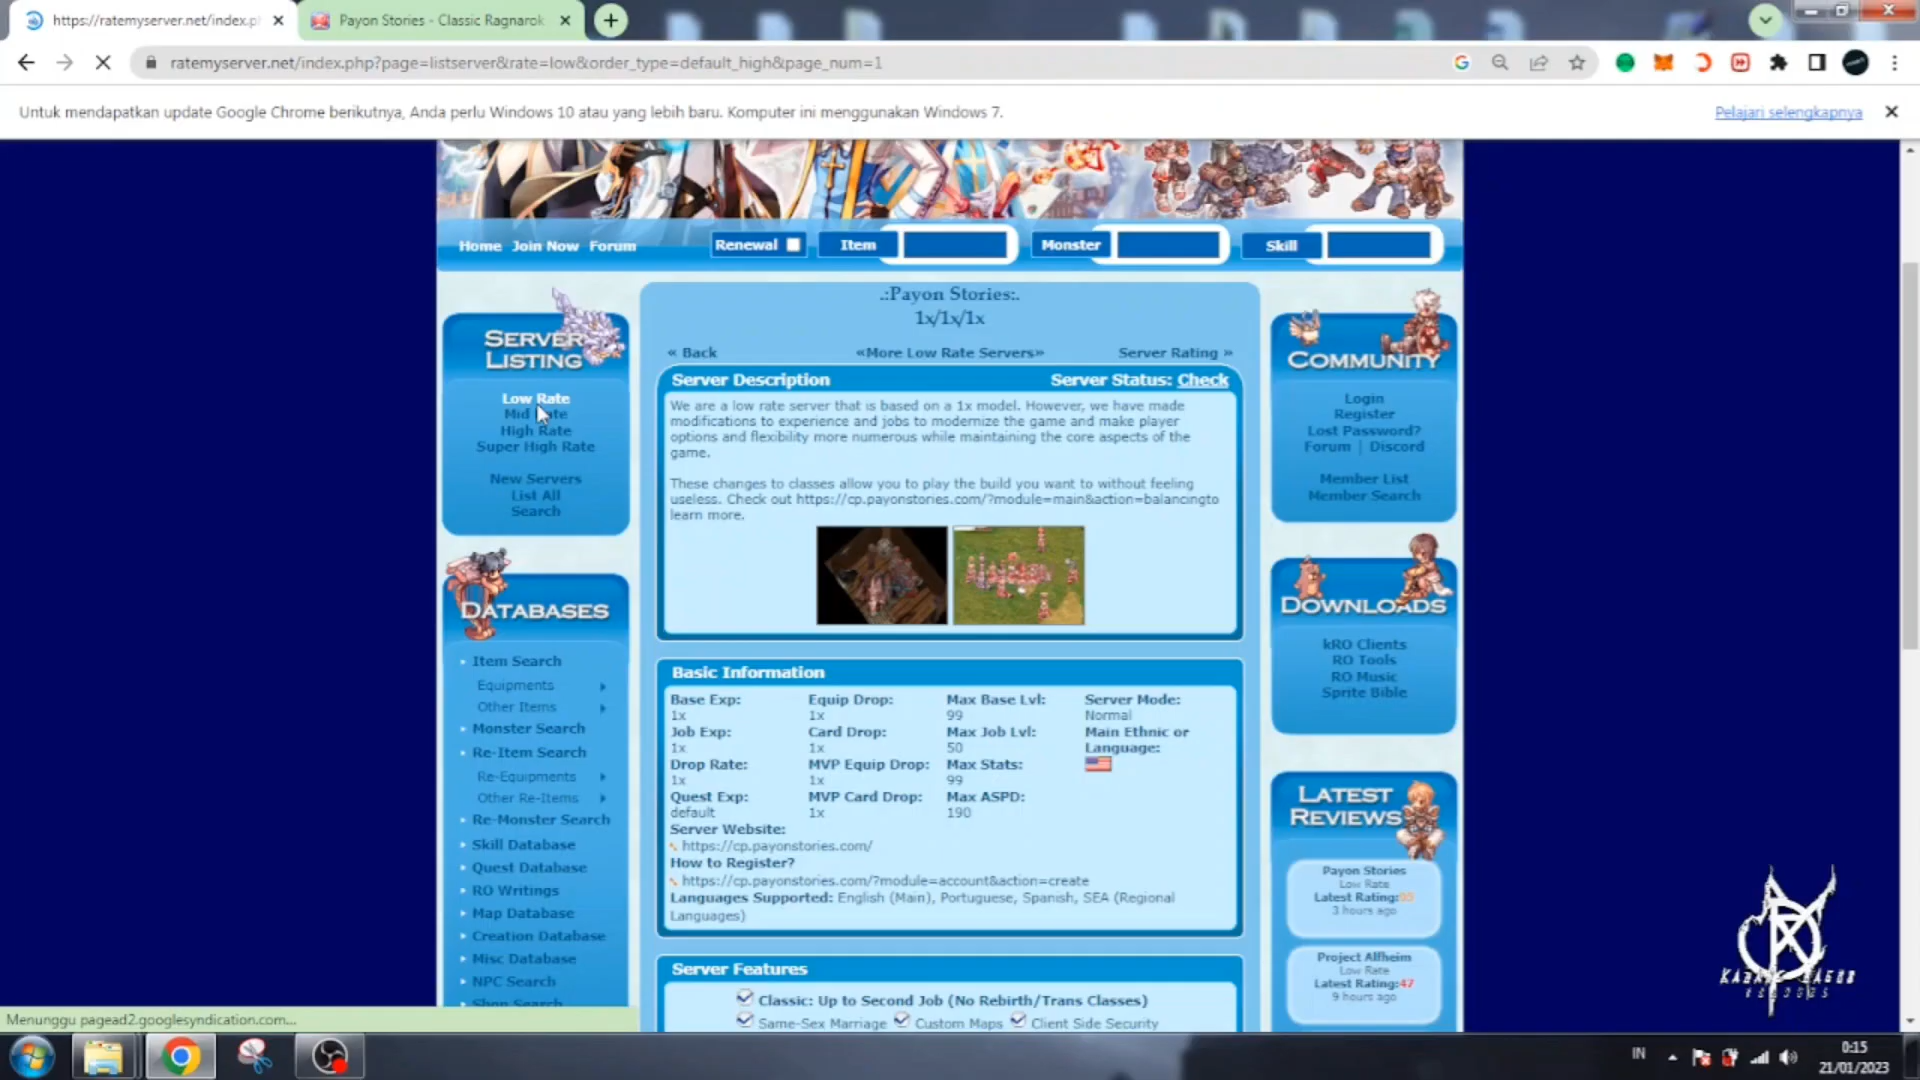 https://ratemyserver.net/index.p
Payon Stories - Classic Ragnarok
ratemyserver.net/index.php?page=listserver&rate=low&order_type=default_high&page_num=1
Untuk mendapatkan update Google Chrome berikutnya, Anda perlu Windows 10 atau yang lebih baru. Komputer ini menggunakan Windows 7.
Pelajari selengkapnya
Home Join Now Forum
Renewal
Item
Monster
Skill
SERVER
LISTING
Low Rate
Mid Rate
High Rate
Super High Rate
New Servers
List All
Search
DATABASES
Item Search
Equipments
Other Items
Monster Search
Re-Item Search
Re-Equipments
Other Re-Items
Re-Monster Search
Skill Database
Quest Database
RO Writings
Map Database
Creation Database
Misc Database
NPC Search
Shop Search
.:Payon Stories:.
1x/1x/1x
« Back
«More Low Rate Servers»
Server Rating »
Server Description
Server Status: Check
We are a low rate server that is based on a 1x model. However, we have made
modifications to experience and jobs to modernize the game and make player
options and flexibility more numerous while maintaining the core aspects of the
game.
These changes to classes allow you to play the build you want to without feeling
useless. Check out https://cp.payonstories.com/?module=main&action=balancingto
learn more.
Basic Information
Base Exp:
1x
Job Exp:
1x
Drop Rate:
1x
Quest Exp:
default
Equip Drop:
1x
Card Drop:
1x
MVP Equip Drop:
1x
MVP Card Drop:
1x
Max Base Lvl:
99
Max Job Lvl:
50
Max Stats:
99
Max ASPD:
190
Server Mode:
Normal
Main Ethnic or
Language:
Server Website:
https://cp.payonstories.com/
How to Register?
https://cp.payonstories.com/?module=account&action=create
Languages Supported: English (Main), Portuguese, Spanish, SEA (Regional
Languages)
Server Features
Classic: Up to Second Job (No Rebirth/Trans Classes)
Same-Sex Marriage
Custom Maps
Client Side Security
COMMUNITY
Login
Register
Lost Password?
Forum | Discord
Member List
Member Search
DOWNLOADS
kRO Clients
RO Tools
RO Music
Sprite Bible
LATEST
REVIEWS
Payon Stories
Low Rate
Latest Rating:
3 hours ago
Project Alfheim
Low Rate
Latest Rating:47
9 hours ago
Menunggu pagead2.googlesyndication.com...
IN
0:15
21/01/2023